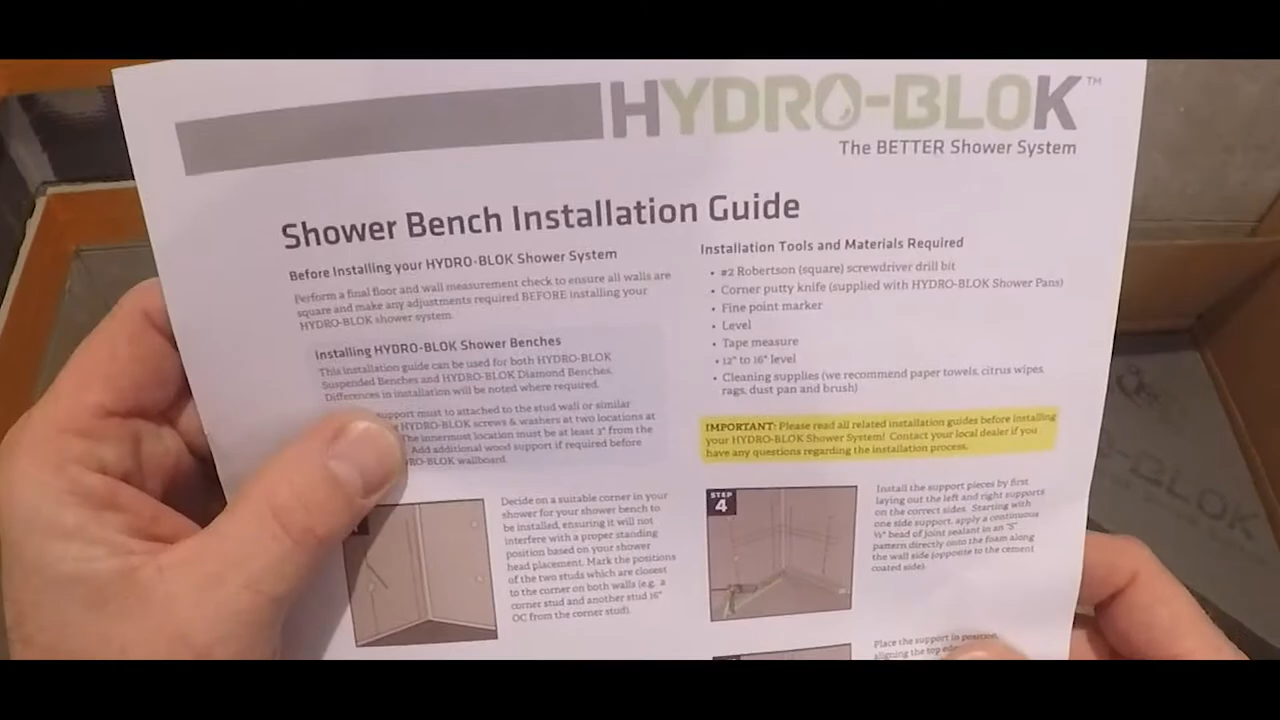 HYDRO-BLOK™
The BETTER Shower System
Shower Bench Installation Guide
Before Installing your HYDRO-BLOK Shower System
Perform a final floor and wall measurement check to ensure all walls are
square and make any adjustments required BEFORE installing your
HYDRO-BLOK shower system.
Installing HYDRO-BLOK Shower Benches
This installation guide can be used for both HYDRO-BLOK
Suspended Benches and HYDRO-BLOK Diamond Benches.
Differences in installation will be noted where required.
support must to attached to the stud wall or similar
HYDRO-BLOK screws & washers at two locations at
The innermost location must be at least 3" from the
Add additional wood support if required before
RO-BLOK wallboard.
Decide on a suitable corner in your
shower for your shower bench to
be installed, ensuring it will not
interfere with a proper standing
position based on your shower
head placement. Mark the positions
of the two studs which are closest
to the corner on both walls (e.g. a
corner stud and another stud 16"
OC from the corner stud).
Installation Tools and Materials Required
• #2 Robertson (square) screwdriver drill bit
• Corner putty knife (supplied with HYDRO-BLOK Shower Pans)
• Fine point marker
• Level
• Tape measure
• 12" to 16" level
• Cleaning supplies (we recommend paper towels, citrus wipes,
rags, dust pan and brush)
IMPORTANT: Please read all related installation guides before installing
your HYDRO-BLOK Shower System! Contact your local dealer if you
have any questions regarding the installation process.
STEP
4
Install the support pieces by first
laying out the left and right supports
on the correct sides. Starting with
one side support, apply a continuous
½" bead of joint sealant in an "S"
pattern directly onto the foam along
the wall side (opposite to the cement
coated side).
Place the support in position,
aligning the top
-BLOK